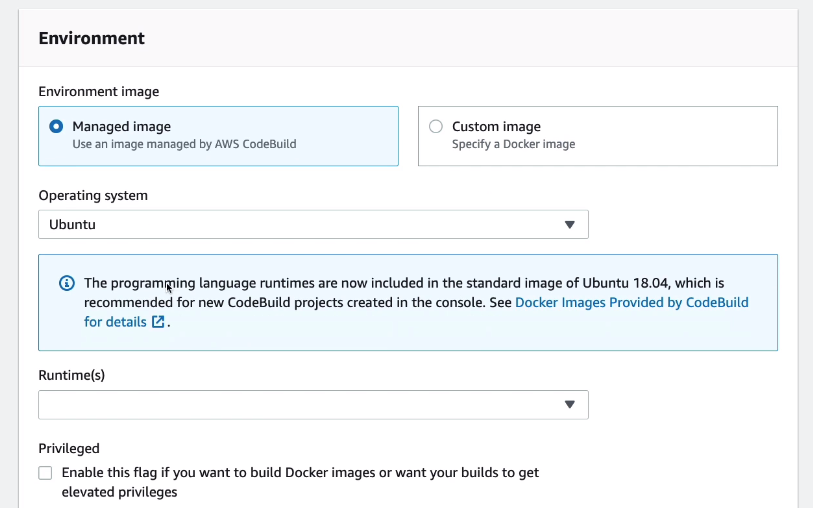 Environment
Environment image
Managed image
Use an image managed by AWS CodeBuild
Custom image
Specify a Docker image
Operating system
Ubuntu
The programming language runtimes are now included in the standard image of Ubuntu 18.04, which is
recommended for new CodeBuild projects created in the console. See Docker Images Provided by CodeBuild
for details .
Runtime(s)
Privileged
Enable this flag if you want to build Docker images or want your builds to get
elevated privileges